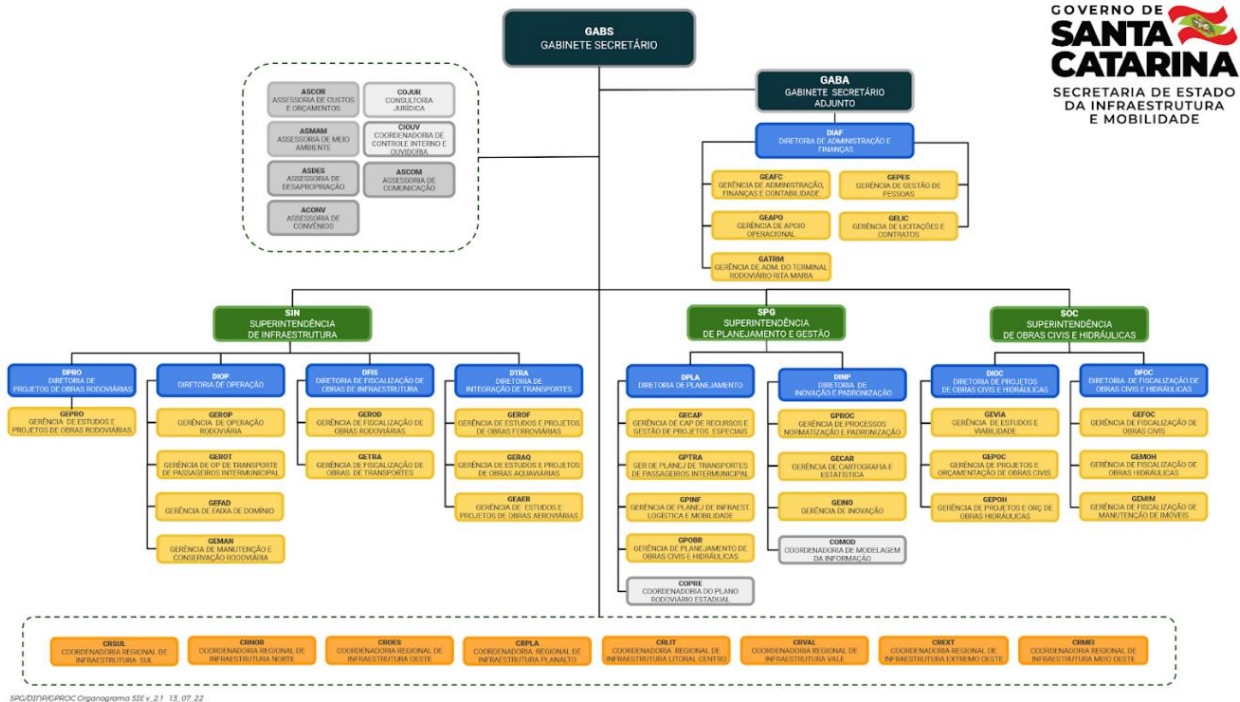 GABS
GABINETE SECRETÁRIO
GOVERNO DE
SANTA
CATARINA
SECRETARIA DE ESTADO
DA INFRAESTRUTURA
E MOBILIDADE
GABA
GABINETE SECRETÁRIO
ADJUNTO
DIAF
DIRETORIA DE ADMINISTRAÇÃO E
FINANÇAS
ASCOR
ASSESSORIA DE CUSTOS
E ORÇAMENTOS
COJUR
CONSULTORIA
JURÍDICA
ASMAM
ASSESSORIA DE MEIO
AMBIENTE
CIOUV
COORDENADORIA DE
CONTROLE INTERNO E
OUVIDORIA
ASDES
ASSESSORIA DE
DESAPROPRIAÇÃO
ASCOM
ASSESSORIA DE
COMUNICAÇÃO
ACONV
ASSESSORIA DE
CONVÊNIOS
GEAFC
GERÊNCIA DE ADMINISTRAÇÃO,
FINANÇAS E CONTABILIDADE
GEPES
GERÊNCIA DE GESTÃO DE
PESSOAS
GEAPO
GERÊNCIA DE APOIO
OPERACIONAL
GELIC
GERÊNCIA DE LICITAÇÕES E
CONTRATOS
GATRM
GERÊNCIA DE ADM. DO TERMINAL
RODOVIÁRIO RITA MARIA
SIN
SUPERINTENDÊNCIA
DE INFRAESTRUTURA
SPG
SUPERINTENDÊNCIA
DE PLANEJAMENTO E GESTÃO
SOC
SUPERINTENDÊNCIA
DE OBRAS CIVIS E HIDRÁULICAS
DPRO
DIRETORIA DE
PROJETOS DE OBRAS RODOVIÁRIAS
GEPRO
GERÊNCIA DE ESTUDOS E
PROJETOS DE OBRAS RODOVIÁRIAS
DIOP
DIRETORIA DE OPERAÇÃO
GEROP
GERÊNCIA DE OPERAÇÃO
RODOVIÁRIA
GEROT
GERÊNCIA DE OP DE TRANSPORTE
DE PASSAGEIROS INTERMUNICIPAL
GEFAD
GERÊNCIA DE FAIXA DE DOMÍNIO
GEMAN
GERÊNCIA DE MANUTENÇÃO E
CONSERVAÇÃO RODOVIÁRIA
DFIS
DIRETORIA DE FISCALIZAÇÃO DE
OBRAS DE INFRAESTRUTURA
GEROD
GERÊNCIA DE FISCALIZAÇÃO DE
OBRAS RODOVIÁRIAS
GETRA
GERÊNCIA DE FISCALIZAÇÃO DE
OBRAS. DE TRANSPORTES
DTRA
DIRETORIA DE
INTEGRAÇÃO DE TRANSPORTES
GEROF
GERÊNCIA DE ESTUDOS E PROJETOS
DE OBRAS FERROVIÁRIAS
GERAQ
GERÊNCIA DE ESTUDOS E PROJETOS
DE OBRAS AQUAVIÁRIAS
GEAER
GERÊNCIA DE ESTUDOS E
PROJETOS DE OBRAS AEROVIÁRIAS.
DPLA
DIRETORIA DE PLANEJAMENTO
GECAP
GERÊNCIA DE CAP DE RECURSOS E
GESTÃO DE PROJETOS ESPECIAIS
GPTRA
GER DE PLANEJ DE TRANSPORTES
DE PASSAGEIROS INTERMUNICIPAL
GPINF
GERÊNCIA DE PLANEJ DE INFRAEST.
LOGÍSTICA E MOBILIDADE
GPOBR
GERÊNCIA DE PLANEJAMENTO DE
OBRAS CIVIS E HIDRÁULICAS
COPRE
COORDENADORIA DO PLANO
RODOVIÁRIO ESTADUAL
DINP
DIRETORIA DE
INOVAÇÃO E PADRONIZAÇÃO
GPROC
GERÊNCIA DE PROCESSOS
NORMATIZAÇÃO E PADRONIZAÇÃO
GECAR
GERÊNCIA DE CARTOGRAFIA E
ESTATÍSTICA
GEINO
GERÊNCIA DE INOVAÇÃO
COMOD
COORDENADORIA DE MODELAGEM
DA INFORMAÇÃO
DIOC
DIRETORIA DE PROJETOS
DE OBRAS CIVIS E HIDRÁULICAS
GEVIA
GERÊNCIA DE ESTUDOS E
VIABILIDADE
GEPOC
GERÊNCIA DE PROJETOS E
ORÇAMENTAÇÃO DE OBRAS CIVIS
GEPOH
GERÊNCIA DE PROJETOS E ORÇ DE
OBRAS HIDRÁULICAS
DFOC
DIRETORIA DE FISCALIZAÇÃO DE
OBRAS CIVIS E HIDRÁULICAS
GEFOC
GERÊNCIA DE FISCALIZAÇÃO DE
OBRAS CIVIS
GEMOH
GERÊNCIA DE FISCALIZAÇÃO DE
OBRAS HIDRÁULICAS
GEMIM
GERÊNCIA DE FISCALIZAÇÃO DE
MANUTENÇÃO DE IMÓVEIS.
CRSUL
COORDENADORIA REGIONAL DE
INFRAESTRUTURA SUL
CRNOR
COORDENADORIA REGIONAL DE
INFRAESTRUTURA NORTE
CROES
COORDENADORIA REGIONAL DE
INFRAESTRUTURA OESTE
CRPLA
COORDENADORIA REGIONAL DE
INFRAESTRUTURA PLANALTO
CRLIT
COORDENADORIA REGIONAL DE
INFRAESTRUTURA LITORAL CENTRO
CRVAL
COORDENADORIA REGIONAL DE
INFRAESTRUTURA VALE
CREXT
COORDENADORIA REGIONAL DE
INFRAESTRUTURA EXTREMO OESTE
CRMEI
COORDENADORIA REGIONAL DE
INFRAESTRUTURA MEIO OESTE
SPG/DINP/GPROC Organograma SIE v_2.1 13_07_22